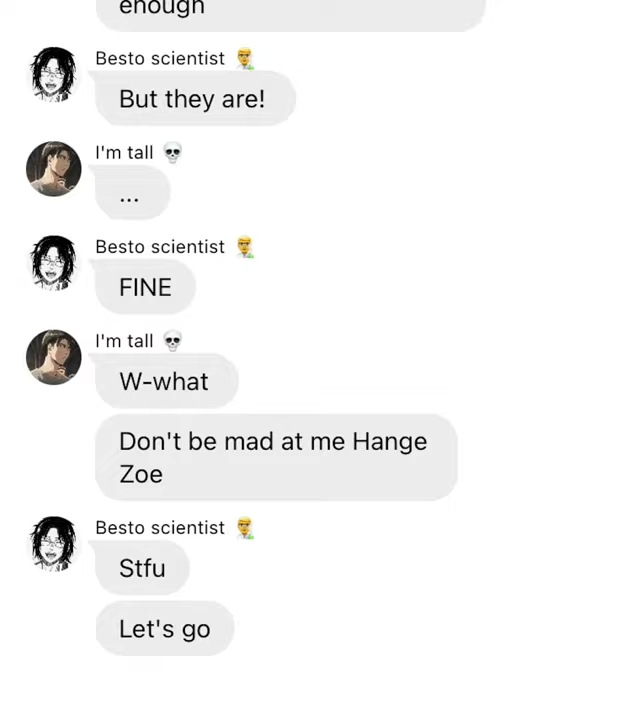 enough
Besto scientist 👨‍🔬
But they are!
I'm tall 💀
...
Besto scientist 👨‍🔬
FINE
I'm tall 💀
W-what
Don't be mad at me Hange
Zoe
Besto scientist 👨‍🔬
Stfu
Let's go